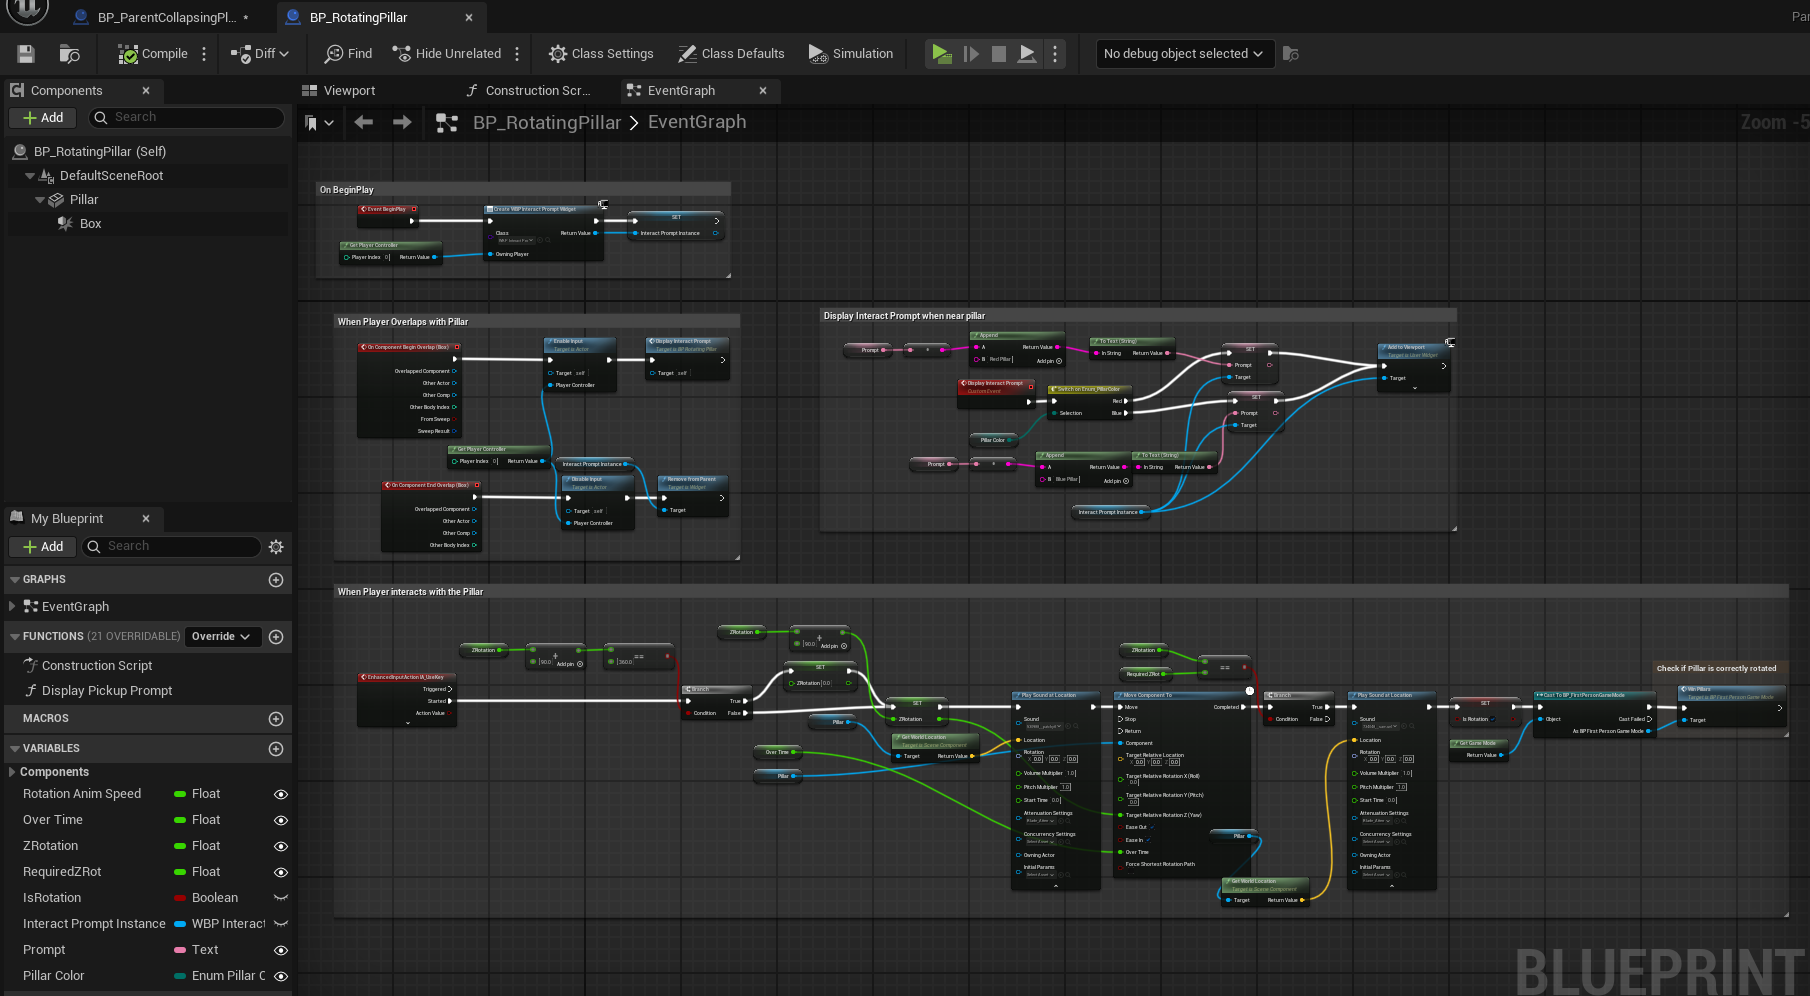 BP_ParentCollapsingPl... •
BP_RotatingPillar
Par
Compile
Diff
Find
Hide Unrelated
Class Settings
Class Defaults
Simulation
No debug object selected
Components
Add
Search
BP_RotatingPillar (Self)
DefaultSceneRoot
Pillar
Box
Viewport
Construction Scr...
EventGraph
BP_RotatingPillar > EventGraph
Zoom -5
On BeginPlay
Event BeginPlay
Create WBP Interact Prompt Widget
SET
Class
Return Value
Interact Prompt Instance
Get Player Controller
Player Index 0
Return Value
Owning Player
When Player Overlaps with Pillar
On Component Begin Overlap (Box)
Overlapped Component
Other Actor
Other Comp
Other Body Index
From Sweep
Sweep Result
Enable Input
Target is Actor
Target self
Player Controller
Display Interact Prompt
Target is BP Rotating Pillar
Target self
Get Player Controller
Player Index 0
Return Value
Interact Prompt Instance
On Component End Overlap (Box)
Overlapped Component
Other Actor
Other Comp
Other Body Index
Disable Input
Target is Actor
Target self
Player Controller
Remove from Parent
Target is Widget
Target
Display Interact Prompt when near pillar
Prompt
Append
A
Return Value
B Red Pillar
Add pin
To Text (String)
In String
Return Value
SET
Prompt
Target
Add to Viewport
Target is User Widget
Target
Display Interact Prompt
Custom Event
Switch on Enum_PillarColor
Red
Selection
Blue
SET
Prompt
Target
Pillar Color
Prompt
Append
A
Return Value
B Blue Pillar
Add pin
To Text (String)
In String
Return Value
Interact Prompt Instance
When Player interacts with the Pillar
ZRotation
+
90.0
Add pin
==
360.0
ZRotation
+
90.0
Add pin
SET
ZRotation 0.0
EnhancedInputAction IA_UseKey
Triggered
Started
Action Value
Branch
True
Condition
False
SET
ZRotation
Pillar
Get World Location
Target is Scene Component
Target
Return Value
Over Time
Pillar
Play Sound at Location
Sound
Location
Rotation
X 0.0 Y 0.0 Z 0.0
Volume Multiplier 1.0
Pitch Multiplier 1.0
Start Time 0.0
Attenuation Settings
Concurrency Settings
Owning Actor
Initial Params
ZRotation
Required ZRot
==
Move Component To
Move
Completed
Stop
Return
Component
Target Relative Location
X 0.0 Y 0.0 Z 0.0
Target Relative Rotation X (Roll)
0.0
Target Relative Rotation Y (Pitch)
0.0
Target Relative Rotation Z (Yaw)
Ease Out
Ease In
Over Time
Force Shortest Rotation Path
Pillar
Get World Location
Target is Scene Component
Target
Return Value
Branch
True
Condition
False
Play Sound at Location
Sound
Location
Rotation
X 0.0 Y 0.0 Z 0.0
Volume Multiplier 1.0
Pitch Multiplier 1.0
Start Time 0.0
Attenuation Settings
Concurrency Settings
Owning Actor
Initial Params
SET
Is Rotation
Get Game Mode
Return Value
Cast To BP_FirstPersonGameMode
Object
Cast Failed
As BP First Person Game Mode
Check if Pillar is correctly rotated
Win Pillars
Target is BP First Person Game Mode
Target
My Blueprint
Add
Search
GRAPHS
EventGraph
FUNCTIONS (21 OVERRIDABLE)
Override
Construction Script
Display Pickup Prompt
MACROS
VARIABLES
Components
Rotation Anim Speed Float
Over Time Float
ZRotation Float
RequiredZRot Float
IsRotation Boolean
Interact Prompt Instance WBP Interact
Prompt Text
Pillar Color Enum Pillar C
BLUEPRINT